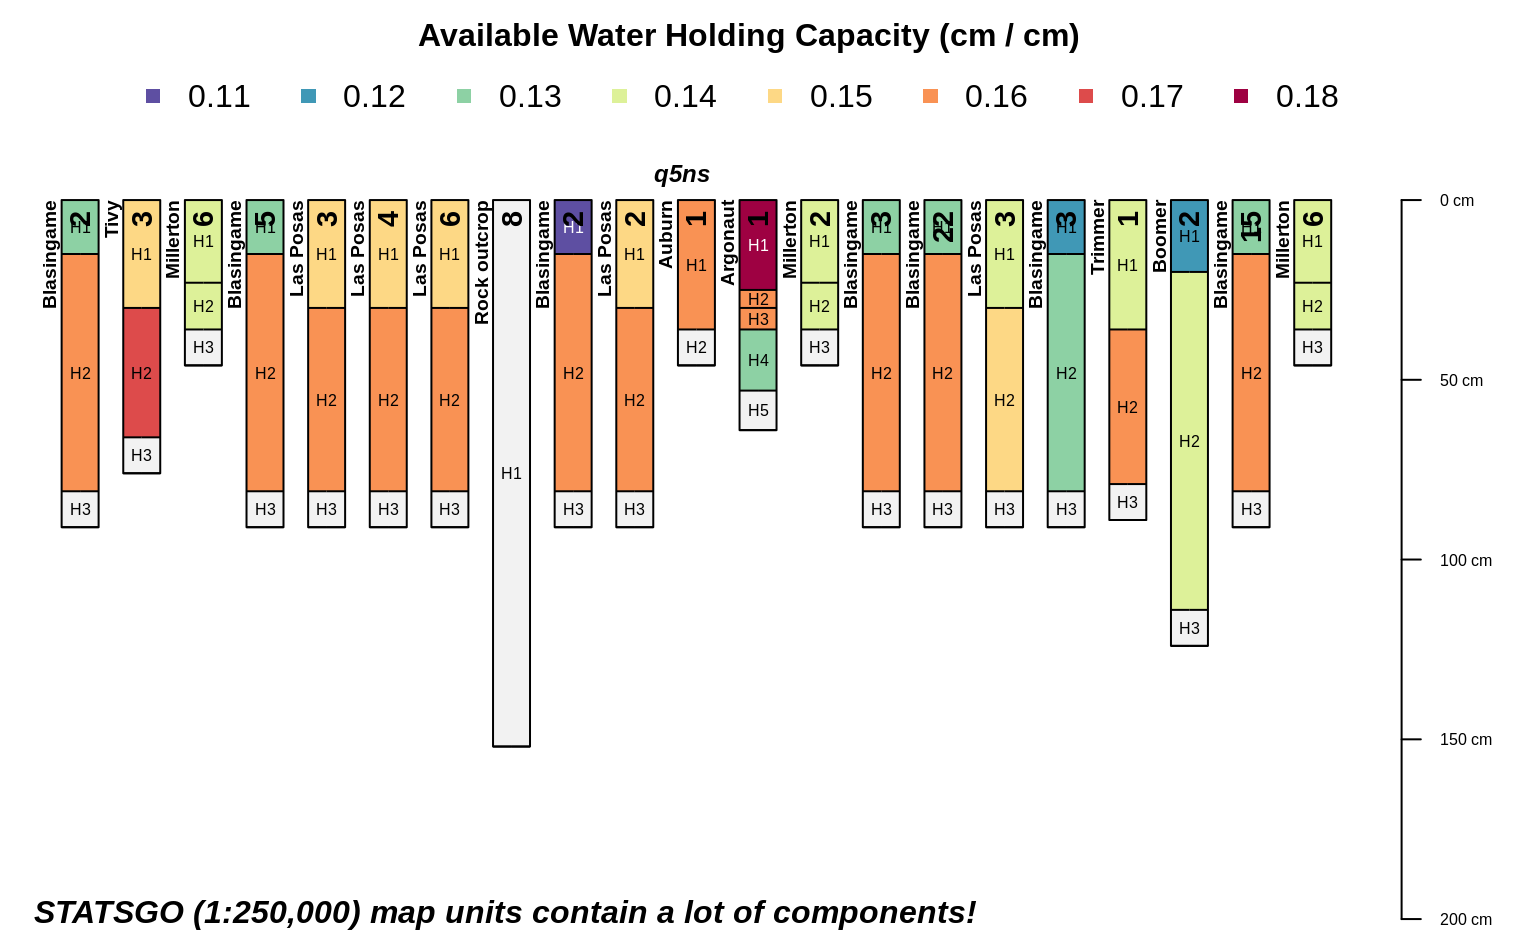 Available Water Holding Capacity (cm / cm)
0.11 0.12 0.13 0.14 0.15 0.16 0.17 0.18
q5ns
Blasingame 2 H1 H2 H3
Tivy 3 H1 H2 H3
Millerton 6 H1 H2 H3
Blasingame 5 H1 H2 H3
Las Posas 3 H1 H2 H3
Las Posas 4 H1 H2 H3
Las Posas 6 H1 H2 H3
Rock outcrop 8 H1
Blasingame 2 H1 H2 H3
Las Posas 2 H1 H2 H3
Auburn 1 H1 H2
Argonaut 1 H1 H2 H3 H4 H5
Millerton 2 H1 H2 H3
Blasingame 3 H1 H2 H3
Blasingame 22 H1 H2 H3
Las Posas 3 H1 H2 H3
Blasingame 3 H1 H2 H3
Trimmer 1 H1 H2 H3
Boomer 2 H1 H2 H3
Blasingame 15 H1 H2 H3
Millerton 6 H1 H2 H3
0 cm
50 cm
100 cm
150 cm
200 cm
STATSGO (1:250,000) map units contain a lot of components!